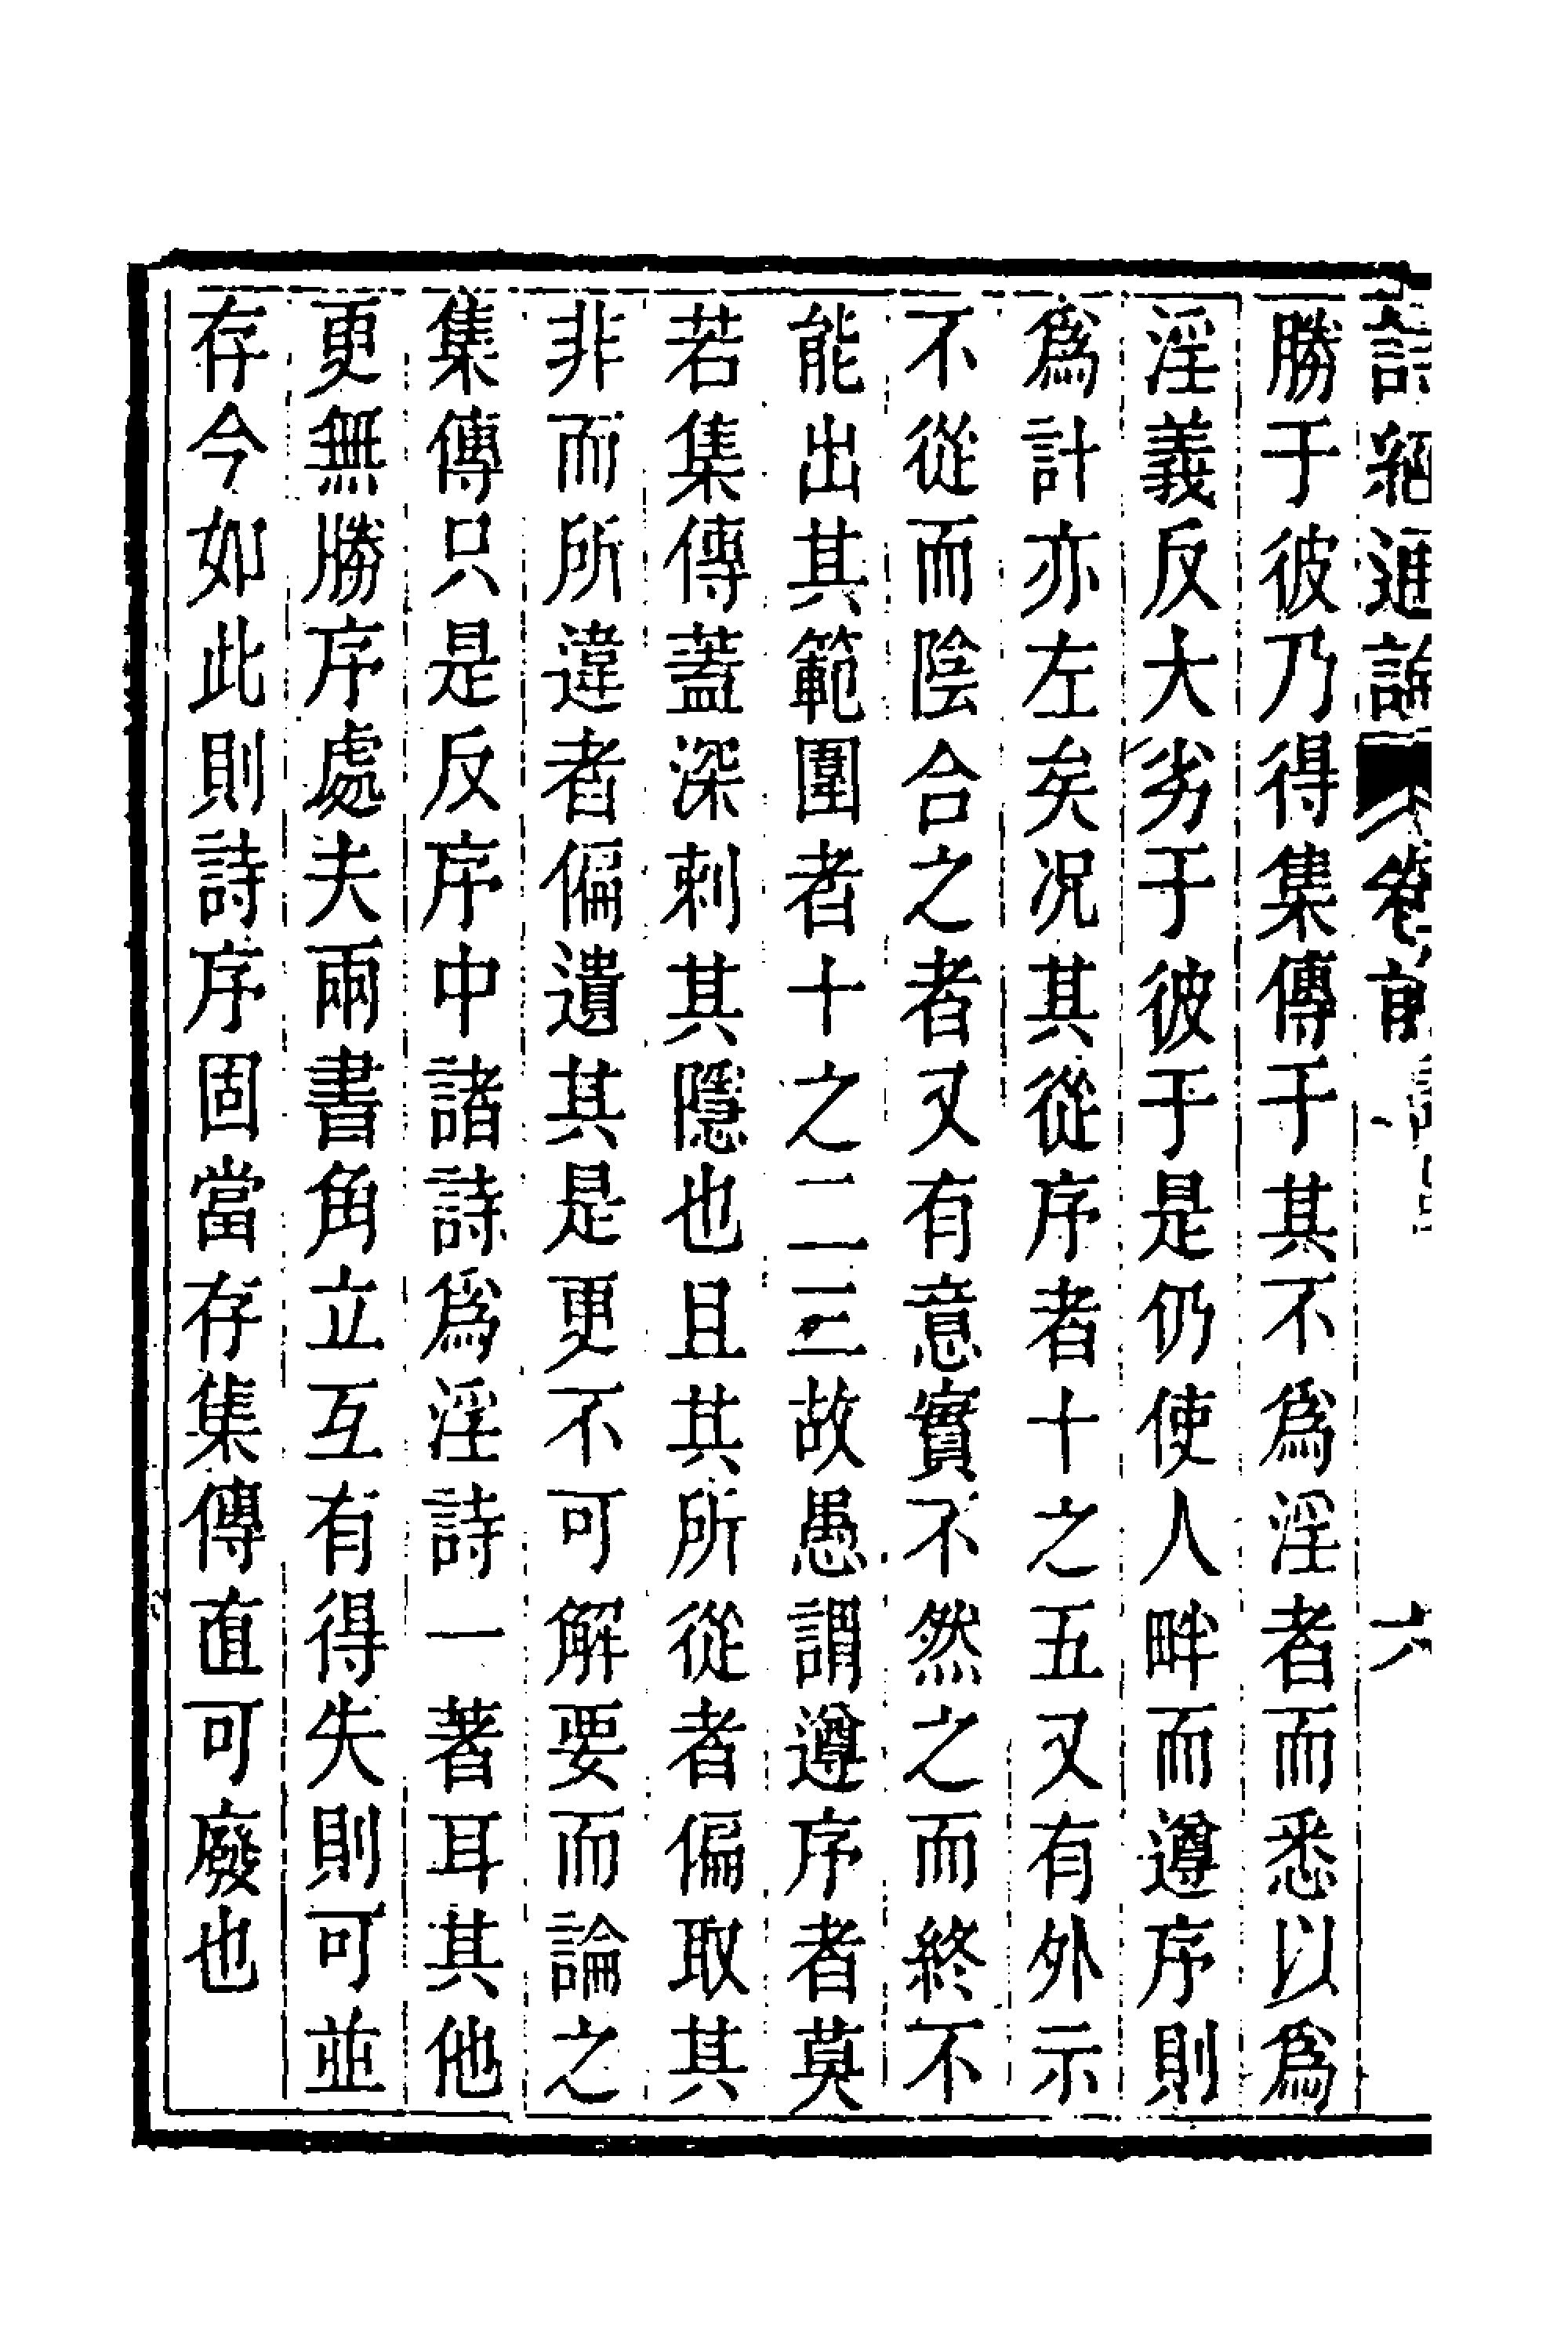 詩經通論 卷前 六
勝于彼乃得集傳于其不爲淫者而悉以爲
淫義反大劣于彼于是仍使人畔而遵序則
爲計亦左矣况其從序者十之五又有外示
不從而陰合之者又有意實不然之而終不
能出其範圍者十之二三故愚謂遵序者莫
若集傳蓋深刺其隱也且其所從者偏取其
非而所違者偏遺其是更不可解要而論之
集傳只是反序中諸詩爲淫詩一著耳其他
更無勝序處夫兩書角立互有得失則可並
存今如此則詩序固當存集傳直可廢也